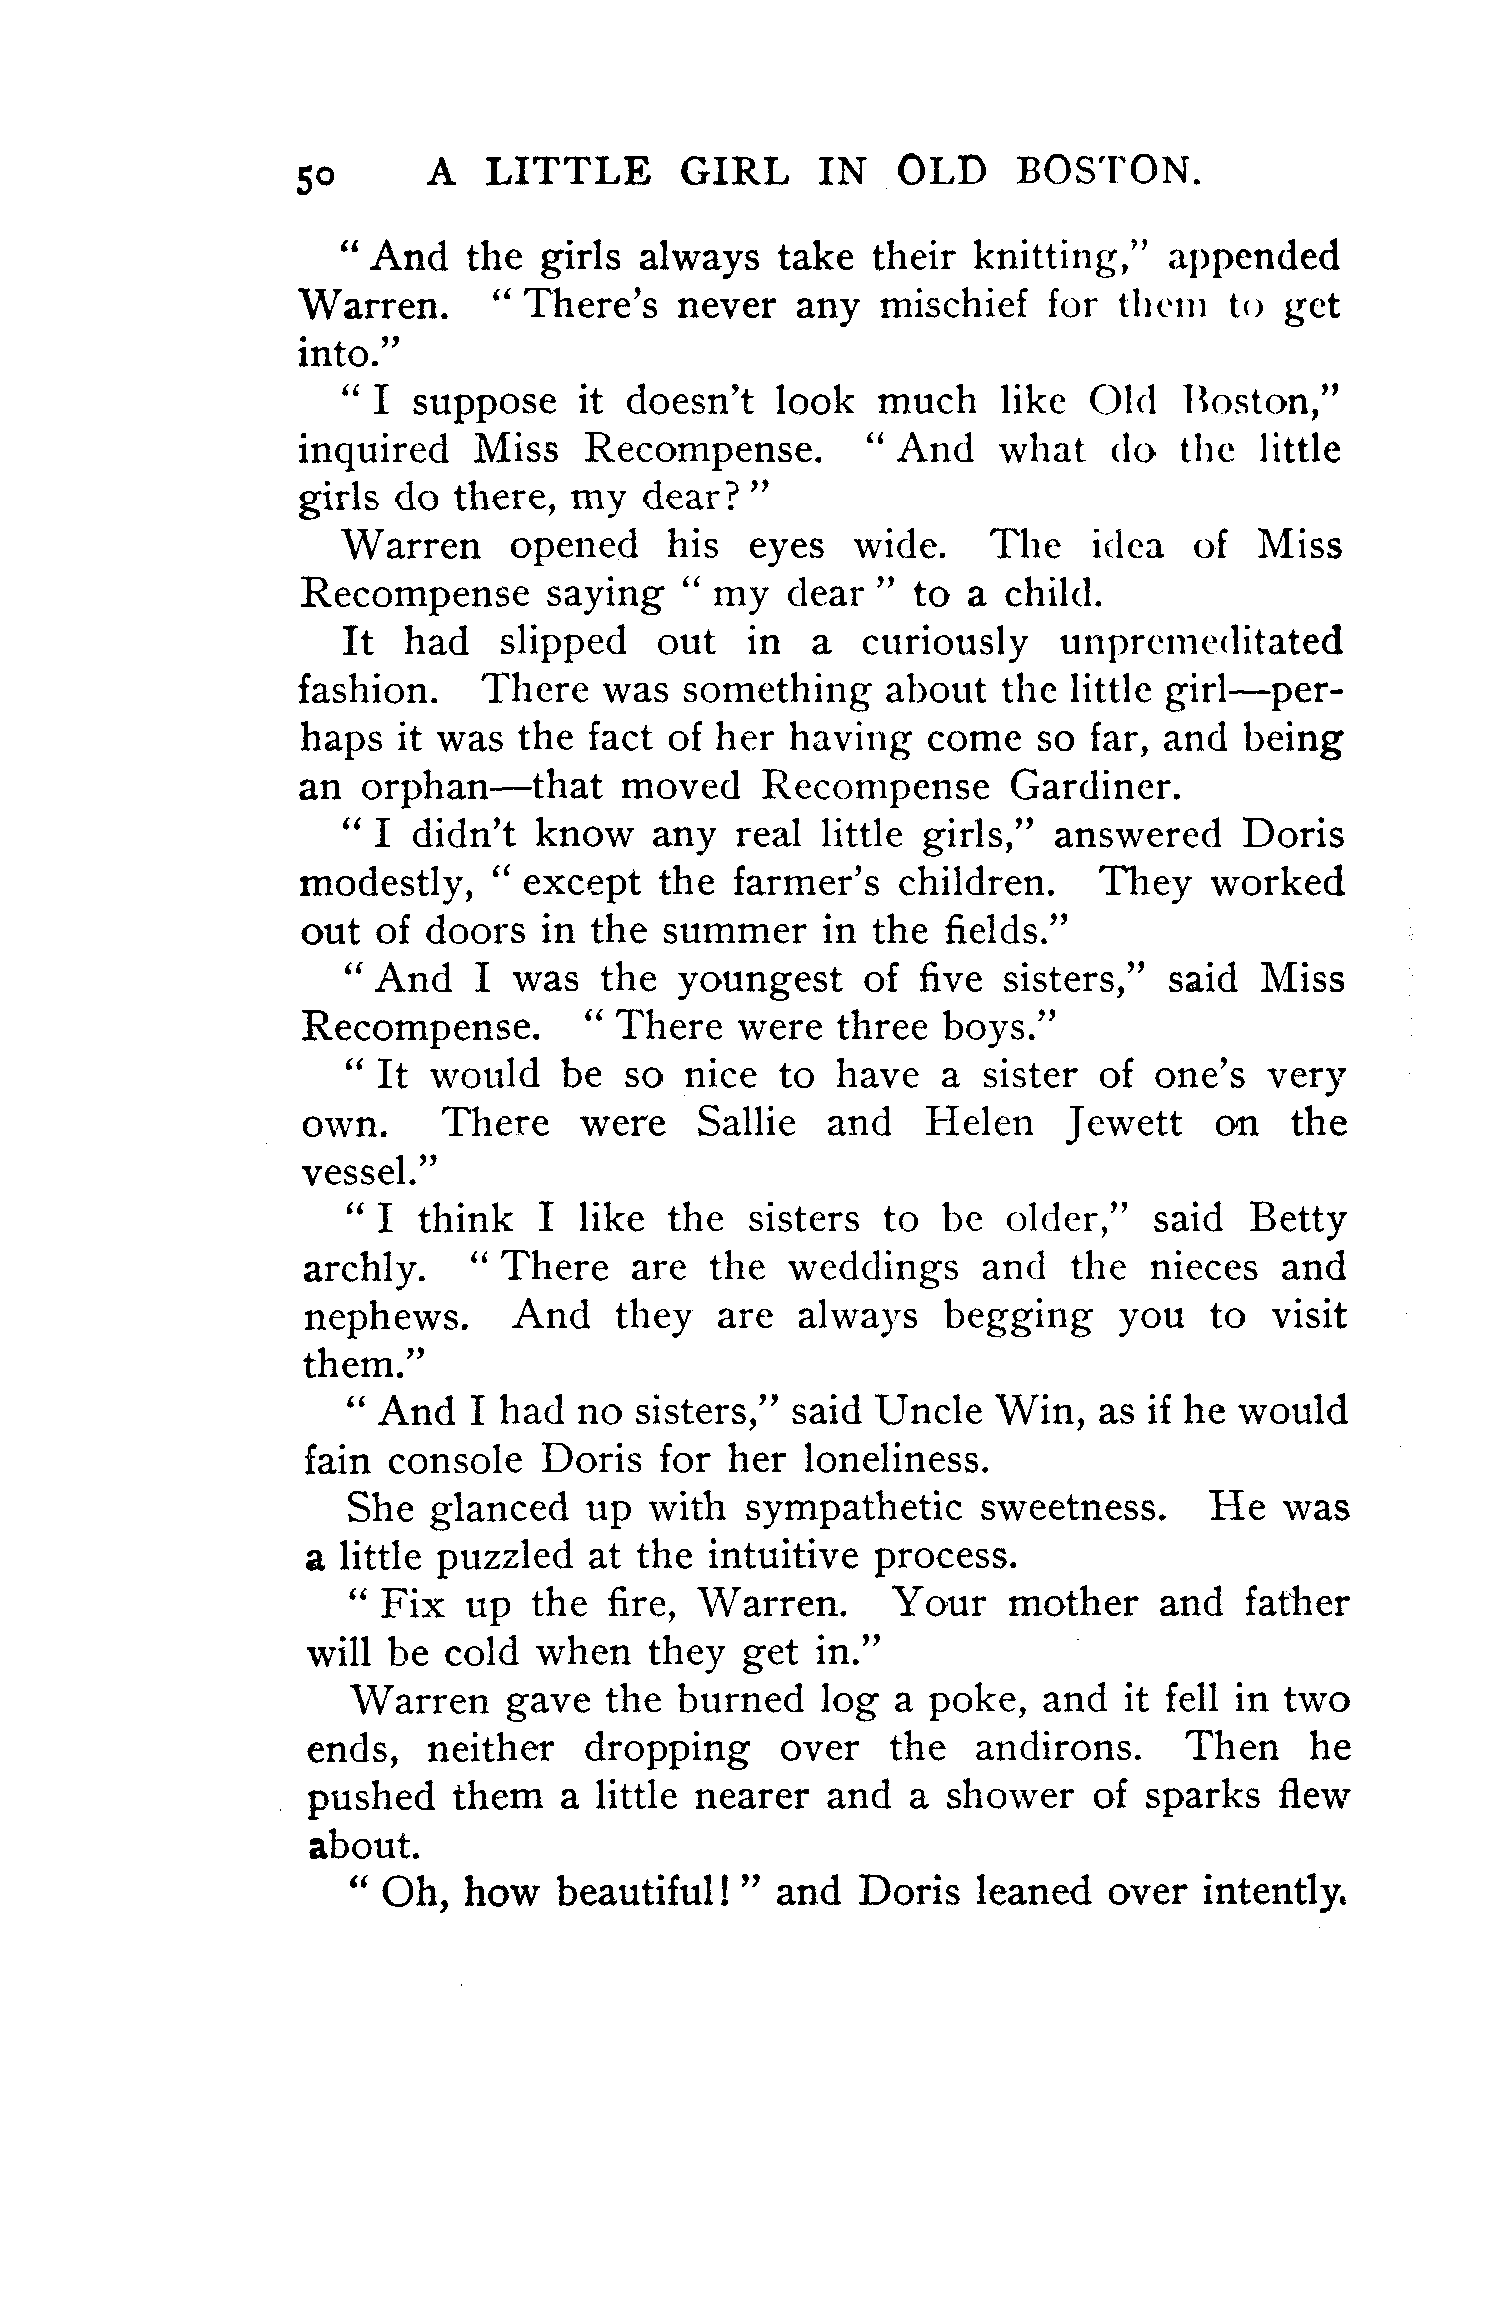 50 A LITTLE GIRL IN OLD BOSTON.
“ And the girls always take their knitting,” appended
Warren. “ There’s never any mischief for them to get
into.”
“ I suppose it doesn’t look much like Old Boston,”
inquired Miss Recompense. “ And what do the little
girls do there, my dear? ”
Warren opened his eyes wide. The idea of Miss
Recompense saying “ my dear ” to a child.
It had slipped out in a curiously unpremeditated
fashion. There was something about the little girl—per-
haps it was the fact of her having come so far, and being
an orphan—that moved Recompense Gardiner.
“ I didn’t know any real little girls,” answered Doris
modestly, “ except the farmer’s children. They worked
out of doors in the summer in the fields.”
“ And I was the youngest of five sisters,” said Miss
Recompense. “ There were three boys.”
“ It would be so nice to have a sister of one’s very
own. There were Sallie and Helen Jewett on the
vessel.”
“ I think I like the sisters to be older,” said Betty
archly. “ There are the weddings and the nieces and
nephews. And they are always begging you to visit
them.”
“ And I had no sisters,” said Uncle Win, as if he would
fain console Doris for her loneliness.
She glanced up with sympathetic sweetness. He was
a little puzzled at the intuitive process.
“ Fix up the fire, Warren. Your mother and father
will be cold when they get in.”
Warren gave the burned log a poke, and it fell in two
ends, neither dropping over the andirons. Then he
pushed them a little nearer and a shower of sparks flew
about.
“ Oh, how beautiful! ” and Doris leaned over intently.